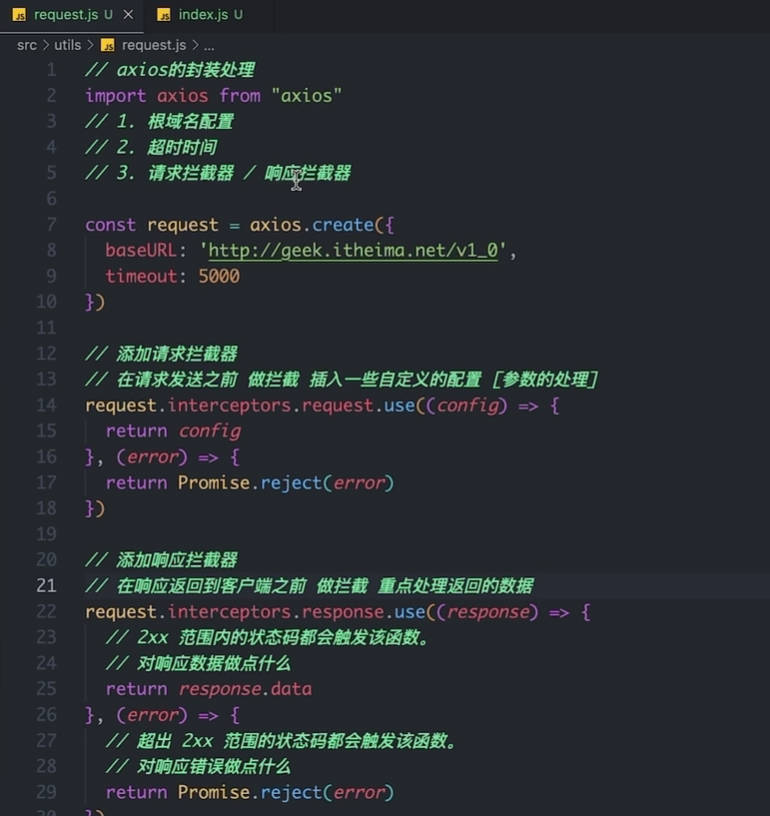 JS request.js U × JS index.js U
src > utils > JS request.js > ...
1 // axios的封装处理
2 import axios from "axios"
3 // 1. 根域名配置
4 // 2. 超时时间
5 // 3. 请求拦截器 / 响应拦截器
6
7 const request = axios.create({
8   baseURL: 'http://geek.itheima.net/v1_0',
9   timeout: 5000
10 })
11
12 // 添加请求拦截器
13 // 在请求发送之前 做拦截 插入一些自定义的配置 [参数的处理]
14 request.interceptors.request.use((config) => {
15   return config
16 }, (error) => {
17   return Promise.reject(error)
18 })
19
20 // 添加响应拦截器
21 // 在响应返回到客户端之前 做拦截 重点处理返回的数据
22 request.interceptors.response.use((response) => {
23   // 2xx 范围内的状态码都会触发该函数。
24   // 对响应数据做点什么
25   return response.data
26 }, (error) => {
27   // 超出 2xx 范围的状态码都会触发该函数。
28   // 对响应错误做点什么
29   return Promise.reject(error)
30 })